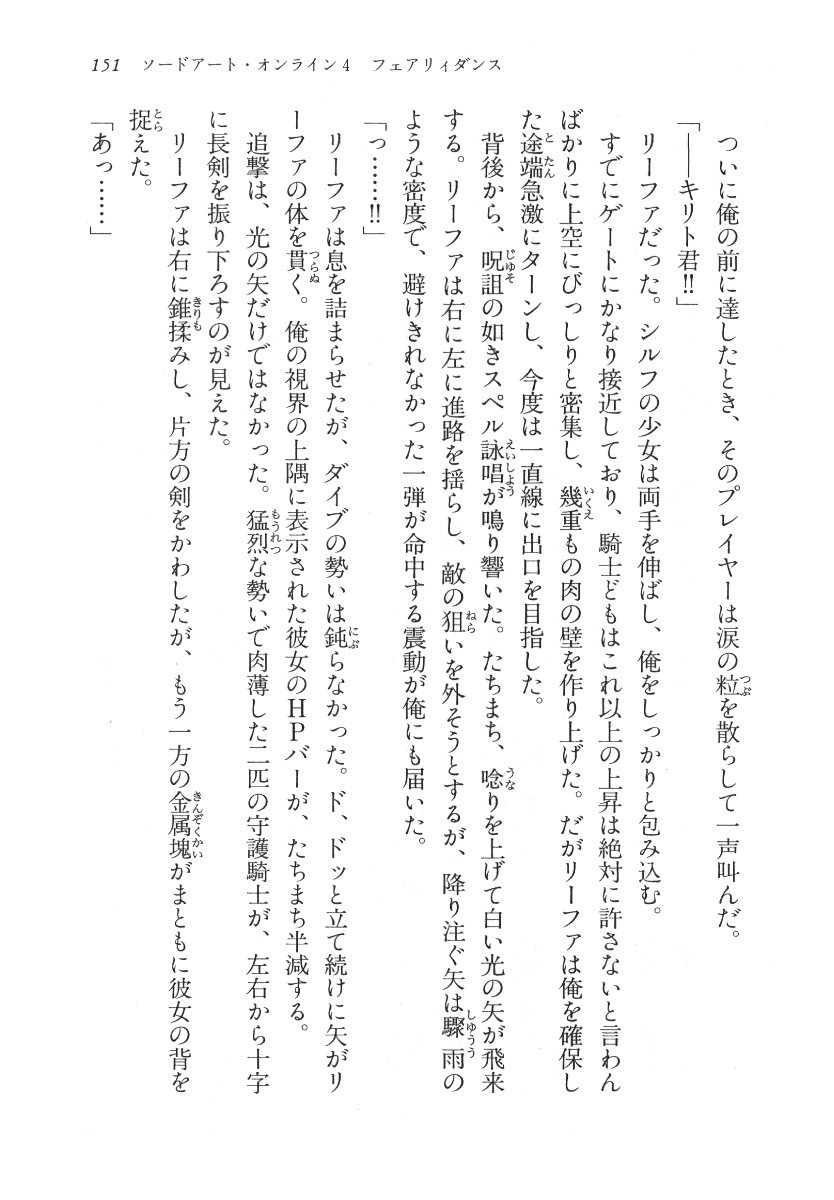 151　ソードアート・オンライン4　フェアリィダンス
　ついに俺の前に達したとき、そのプレイヤーは涙の粒を散らして一声叫んだ。
「――キリト君!!」
　リーファだった。シルフの少女は両手を伸ばし、俺をしっかりと包み込む。
　すでにゲートにかなり接近しており、騎士どもはこれ以上の上昇は絶対に許さないと言わん
ばかりに上空にびっしりと密集し、幾重もの肉の壁を作り上げた。だがリーファは俺を確保し
た途端急激にターンし、今度は一直線に出口を目指した。
　背後から、呪詛の如きスペル詠唱が鳴り響いた。たちまち、唸りを上げて白い光の矢が飛来
する。リーファは右に左に進路を揺らし、敵の狙いを外そうとするが、降り注ぐ矢は驟雨の
ような密度で、避けきれなかった一弾が命中する震動が俺にも届いた。
「っ……!!」
　リーファは息を詰まらせたが、ダイブの勢いは鈍らなかった。ド、ドッと立て続けに矢がリ
ーファの体を貫く。俺の視界の上隅に表示された彼女のHPバーが、たちまち半減する。
　追撃は、光の矢だけではなかった。猛烈な勢いで肉薄した二匹の守護騎士が、左右から十字
に長剣を振り下ろすのが見えた。
　リーファは右に錐揉みし、片方の剣をかわしたが、もう一方の金属塊がまともに彼女の背を
捉えた。
「あっ……」